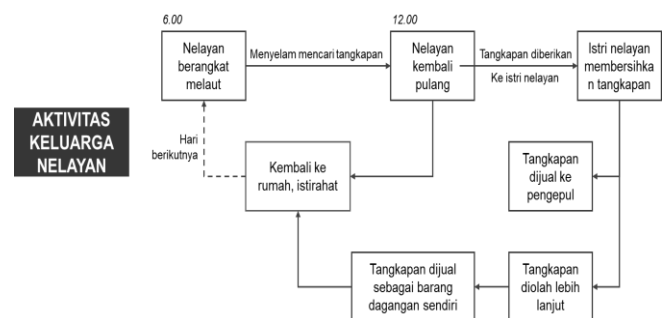 6.00
12.00
Nelayan
berangkat
melaut
Menyelam mencari tangkapan
Nelayan
kembali
pulang
Tangkapan diberikan
Ke istri nelayan
Istri nelayan
membersihka
n tangkapan
AKTIVITAS
KELUARGA
NELAYAN
Hari
berikutnya
Kembali ke
rumah, istirahat
Tangkapan
dijual ke
pengepul
Tangkapan dijual
sebagai barang
dagangan sendiri
Tangkapan
diolah lebih
lanjut